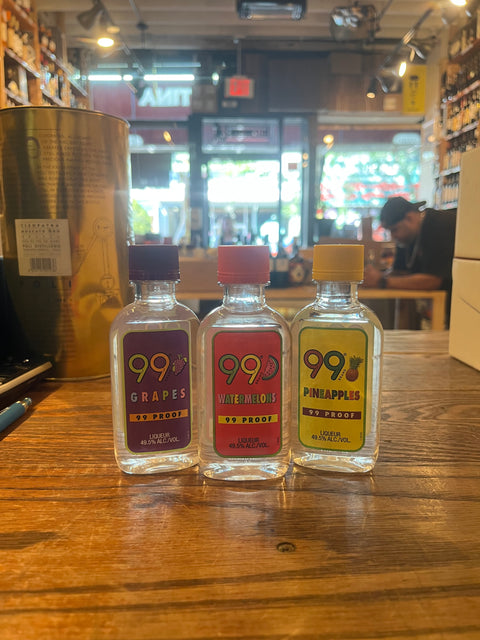 CLEOPATRA
99
GRAPES
99 PROOF
LIQUEUR
49.5% ALC/VOL.
99
WATERMELONS
99 PROOF
LIQUEUR
49.5% ALC/VOL.
99
PINEAPPLES
99 PROOF
LIQUEUR
49.5% ALC/VOL.